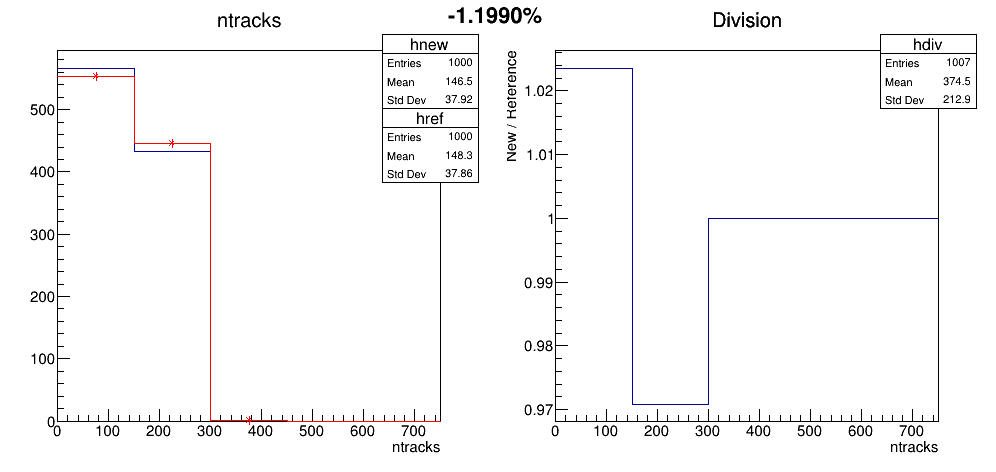 -1.1990%
ntracks
hnew
Entries 1000
Mean 146.5
Std Dev 37.92
href
Entries 1000
Mean 148.3
Std Dev 37.86
500
400
300
200
100
0
0 100 200 300 400 500 600 700
ntracks
Division
hdiv
Entries 1007
Mean 374.5
Std Dev 212.9
New / Reference
1.02
1.01
1
0.99
0.98
0.97
0 100 200 300 400 500 600 700
ntracks